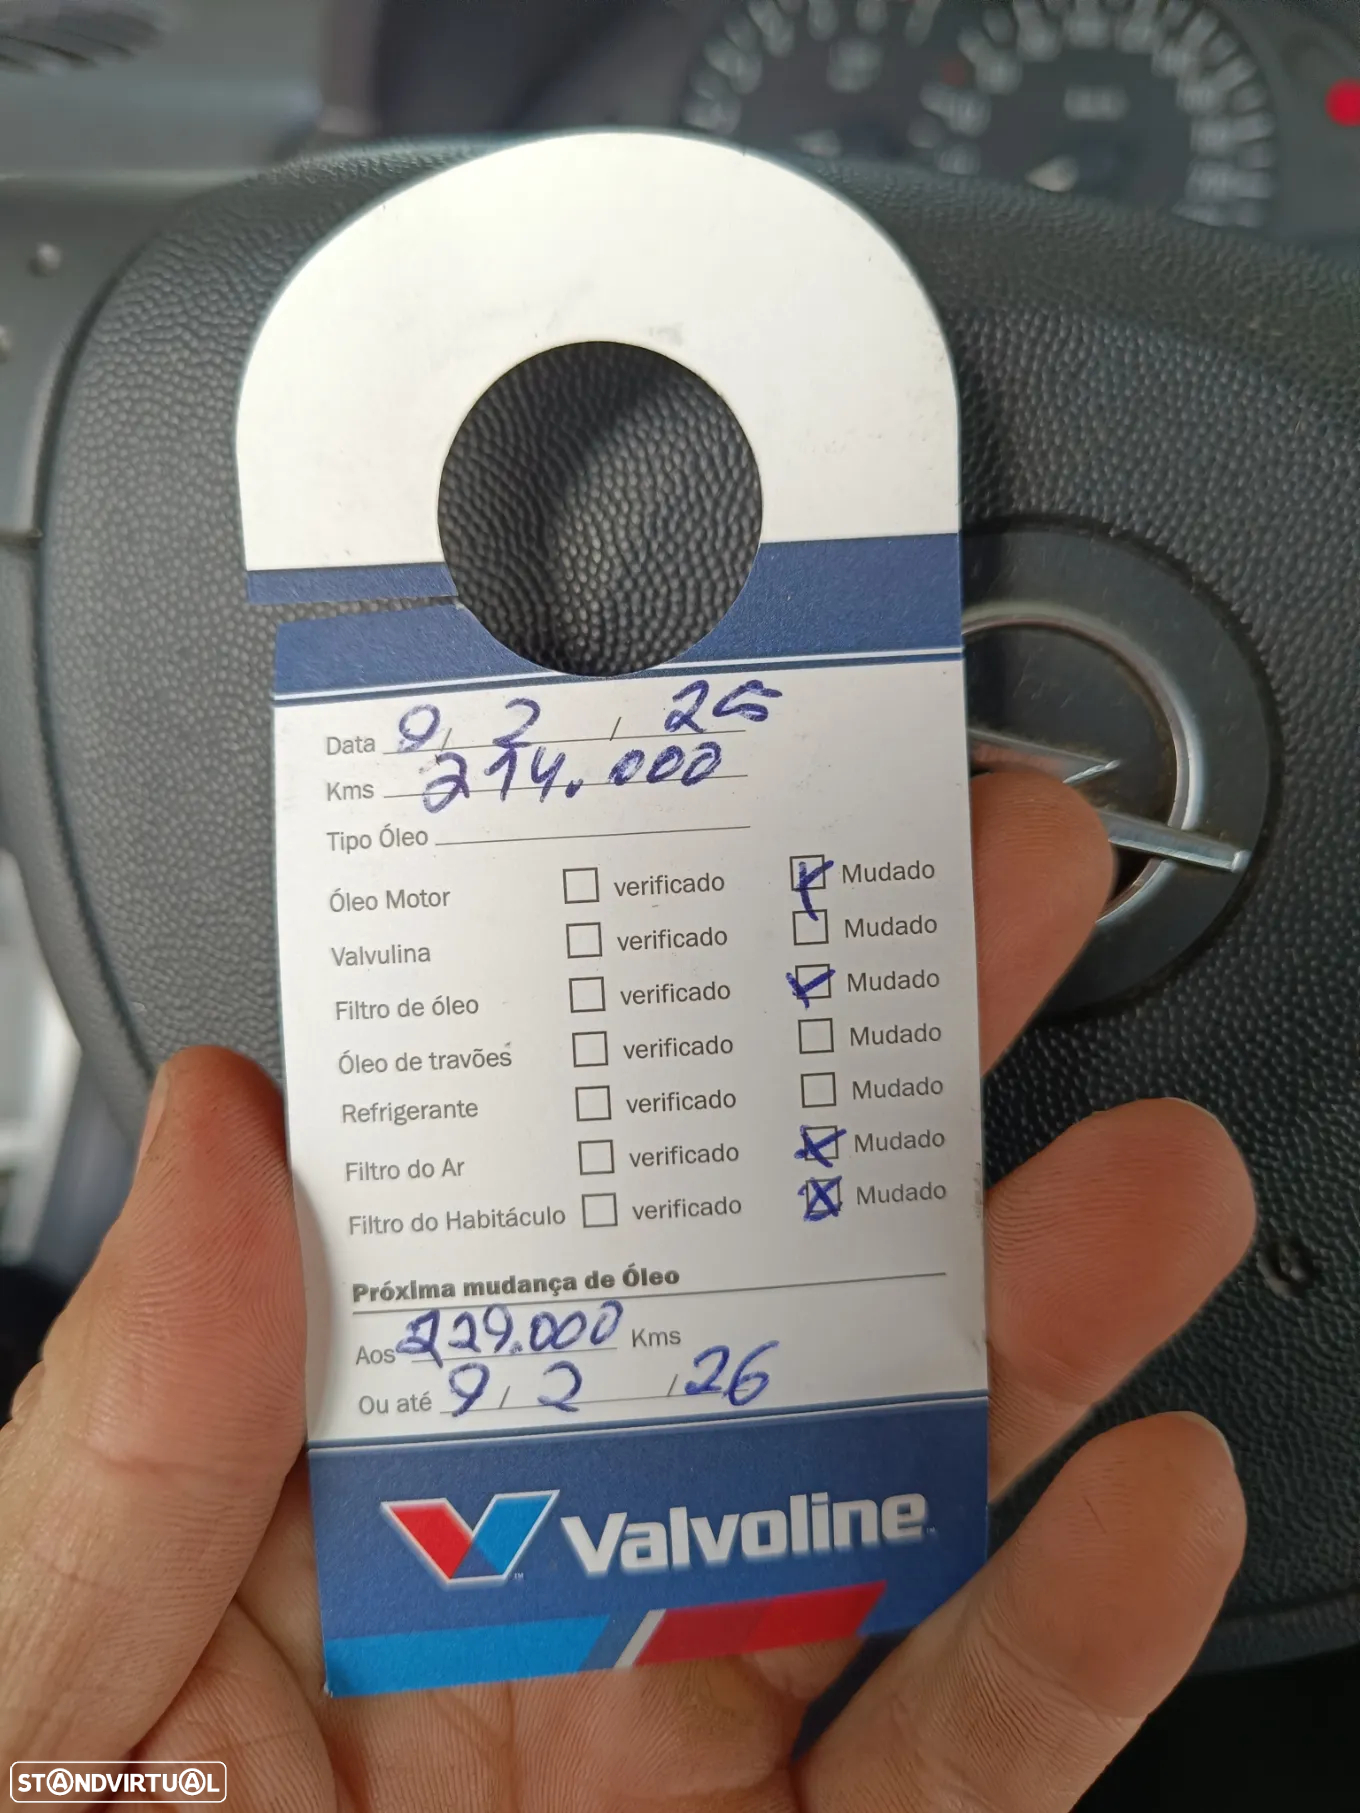 Data 9/ 2 / 25
Kms 214.000
Tipo Óleo
Óleo Motor verificado Mudado
Valvulina verificado Mudado
Filtro de óleo verificado Mudado
Óleo de travões verificado Mudado
Refrigerante verificado Mudado
Filtro do Ar verificado Mudado
Filtro do Habitáculo verificado Mudado
Próxima mudança de Óleo
Aos 229.000 Kms
Ou até 9/ 2 /26
Valvoline™
STANDVIRTUAL